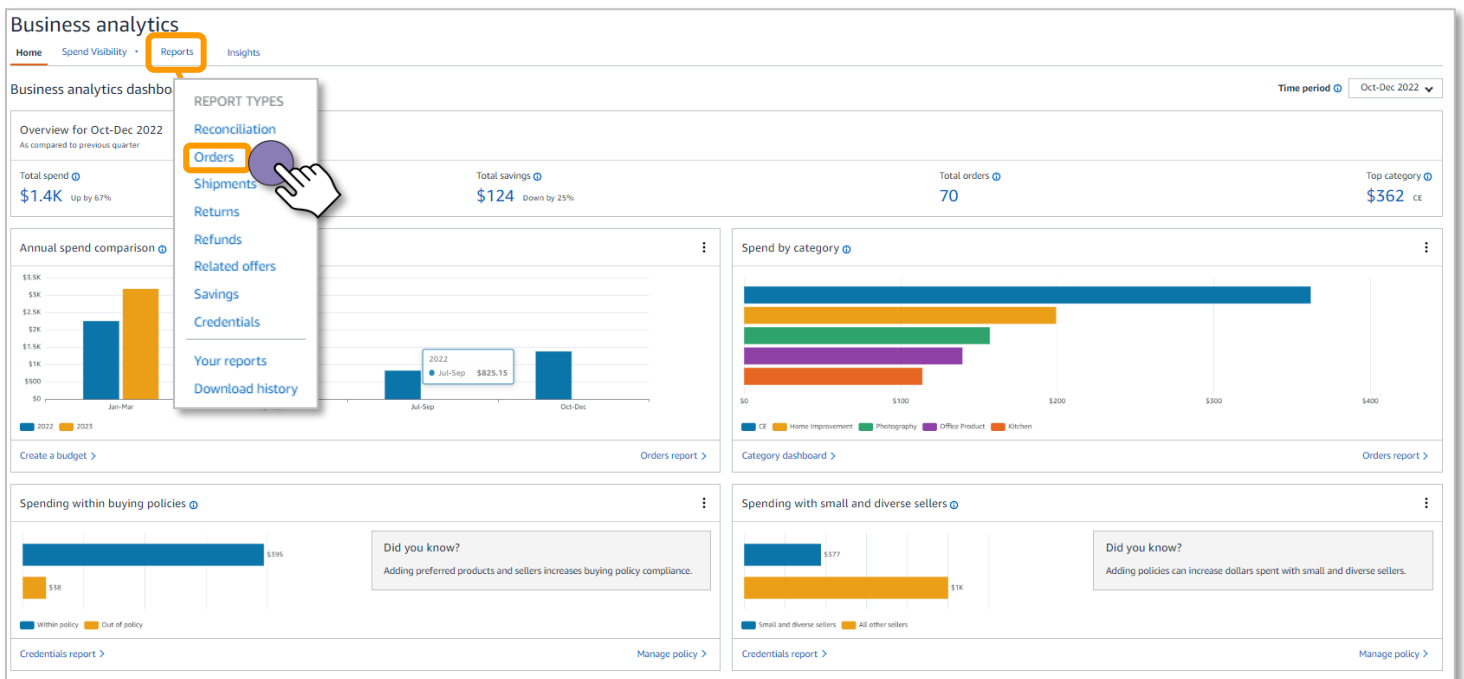 Business analytics
Home Spend Visibility Reports Insights
Business analytics dashbo
Time period Oct-Dec 2022
REPORT TYPES
Reconciliation
Orders
Shipments
Returns
Refunds
Related offers
Savings
Credentials
Your reports
Download history
Overview for Oct-Dec 2022
As compared to previous quarter
Total spend
$1.4K Up by 67%
Total savings
$124 Down by 25%
Total orders
70
Top category
$362 CE
Annual spend comparison
$3.5K
$3K
$2.5K
$2K
$1.5K
$1K
$500
$0
2022
Jul-Sep $825.15
Jan-Mar Jul-Sep Oct-Dec
2022 2023
Create a budget > Orders report >
Spend by category
$0 $100 $200 $300 $400
CE Home Improvement Photography Office Product Kitchen
Category dashboard > Orders report >
Spending within buying policies
$395
$38
Within policy Out of policy
Did you know?
Adding preferred products and sellers increases buying policy compliance.
Credentials report > Manage policy >
Spending with small and diverse sellers
$377
$1K
Small and diverse sellers All other sellers
Did you know?
Adding policies can increase dollars spent with small and diverse sellers.
Credentials report > Manage policy >